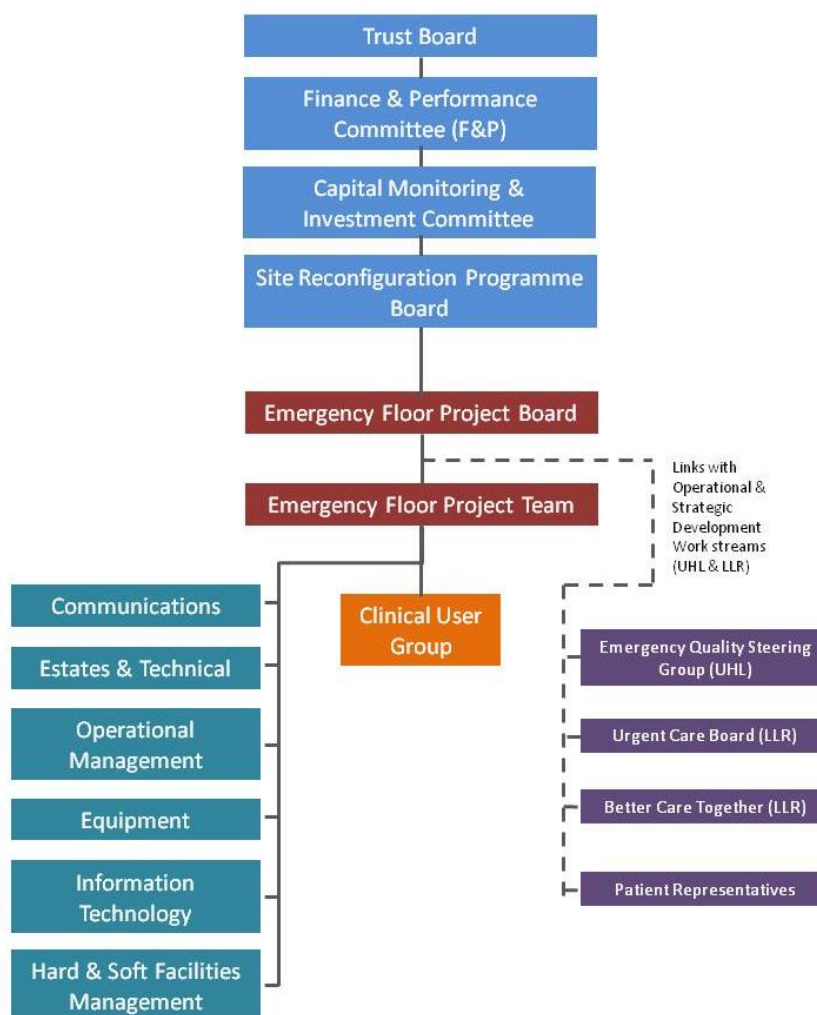 Trust Board
Finance & Performance
Committee (F&P)
Capital Monitoring &
Investment Committee
Site Reconfiguration Programme
Board
Emergency Floor Project Board
Links with
Operational &
Strategic
Development
Work streams
(UHL & LLR)
Emergency Floor Project Team
Communications
Estates & Technical
Operational
Management
Equipment
Information
Technology
Hard & Soft Facilities
Management
Clinical User
Group
Emergency Quality Steering
Group (UHL)
Urgent Care Board (LLR)
Better Care Together (LLR)
Patient Representatives